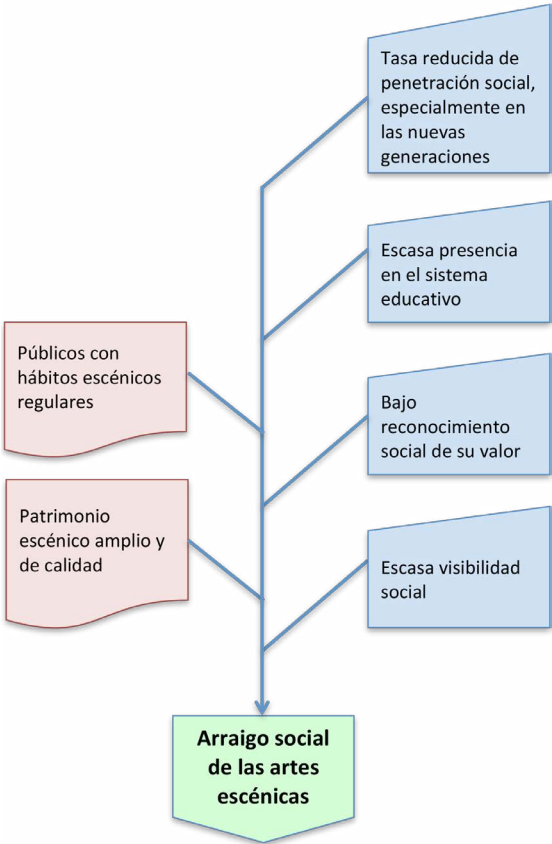 Tasa reducida de
penetración social,
especialmente en
las nuevas
generaciones
Escasa presencia
en el sistema
educativo
Públicos con
hábitos escénicos
regulares
Bajo
reconocimiento
social de su valor
Patrimonio
escénico amplio y
de calidad
Escasa visibilidad
social
Arraigo social
de las artes
escénicas